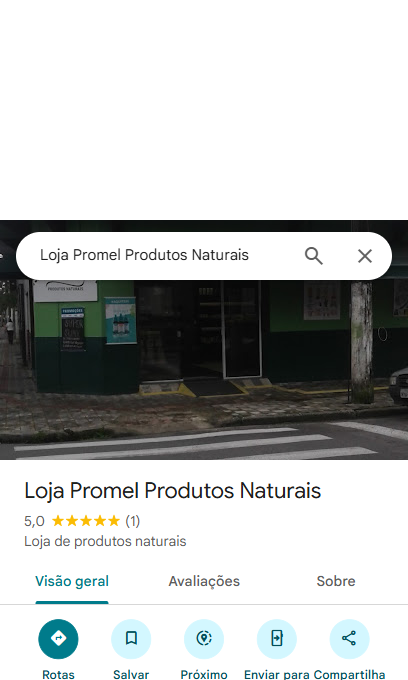 Loja Promel Produtos Naturais
PRODUTOS NATURAIS
Loja Promel Produtos Naturais
5,0 (1)
Loja de produtos naturais
Visão geral Avaliações Sobre
Rotas Salvar Próximo Enviar para Compartilha